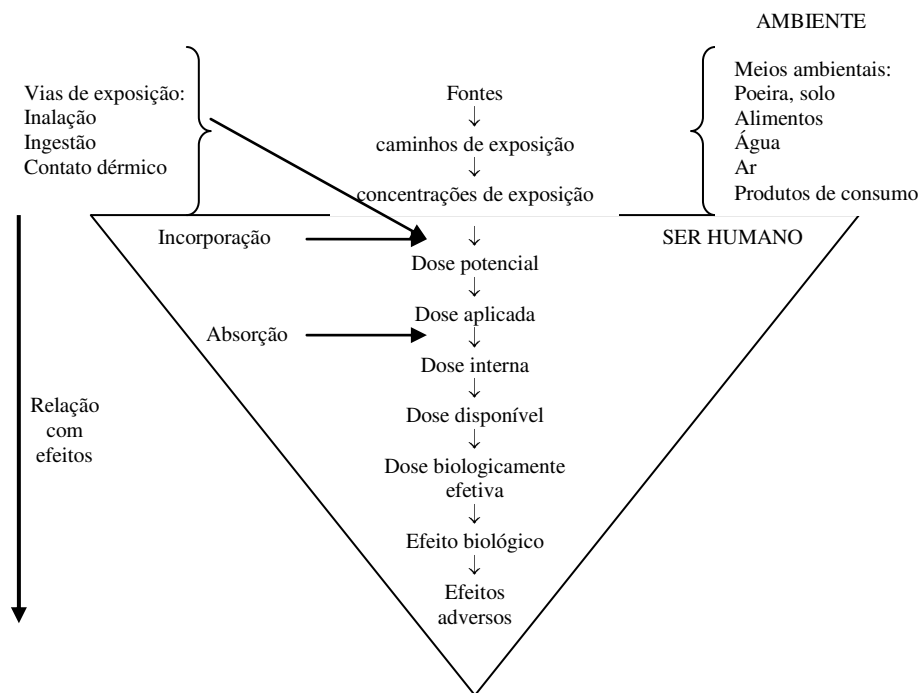 AMBIENTE
Vias de exposição:
Inalação
Ingestão
Contato dérmico
Fontes
caminhos de exposição
concentrações de exposição
Meios ambientais:
Poeira, solo
Alimentos
Água
Ar
Produtos de consumo
Incorporação
SER HUMANO
Dose potencial
Dose aplicada
Absorção
Dose interna
Dose disponível
Relação
com
efeitos
Dose biologicamente
efetiva
Efeito biológico
Efeitos
adversos